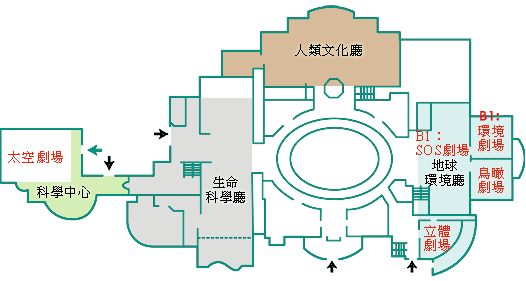 人類文化廳
B1:
環境
劇場
B1：
SOS劇場
地球
環境廳
太空劇場
科學中心
生命
科學廳
鳥瞰
劇場
立體
劇場